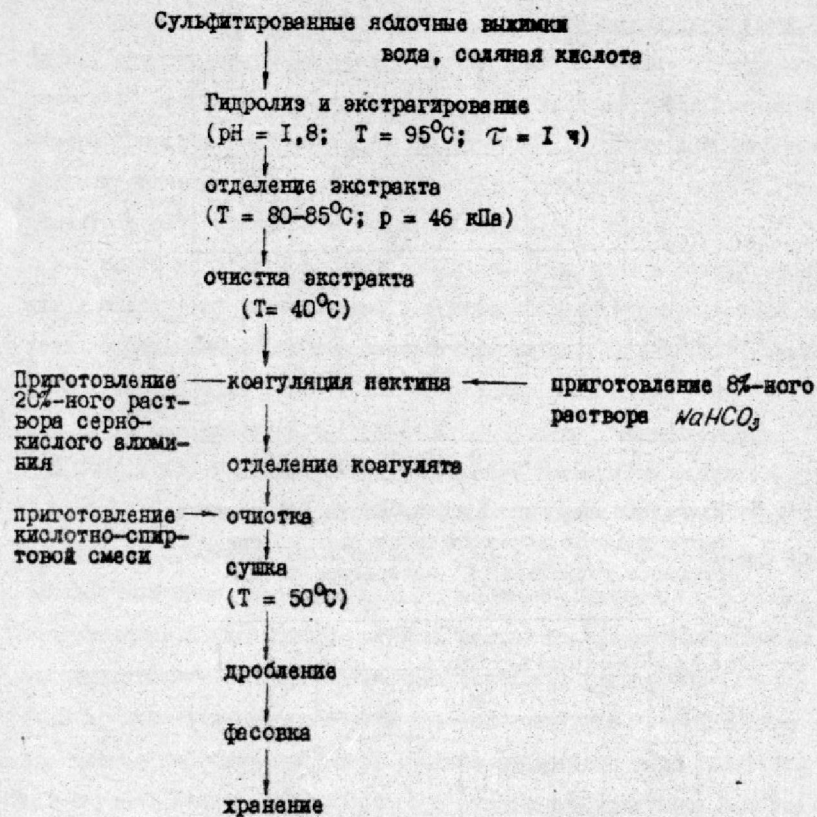 Сульфитированные яблочные выжимки
вода, соляная кислота
Гидролиз и экстрагирование
(pH = I,8; T = 95°C; τ = I ч)
отделение экстракта
(T = 80-85°C; p = 46 кПа)
очистка экстракта
(T= 40°C)
Приготовление
20%-ного раст-
вора серно-
кислого алюми-
ния
коагуляция пектина
приготовление 8%-ного
раствора NaHCO₃
отделение коагулята
приготовление
кислотно-спир-
товой смеси
очистка
сушка
(T = 50°C)
дробление
фасовка
хранение